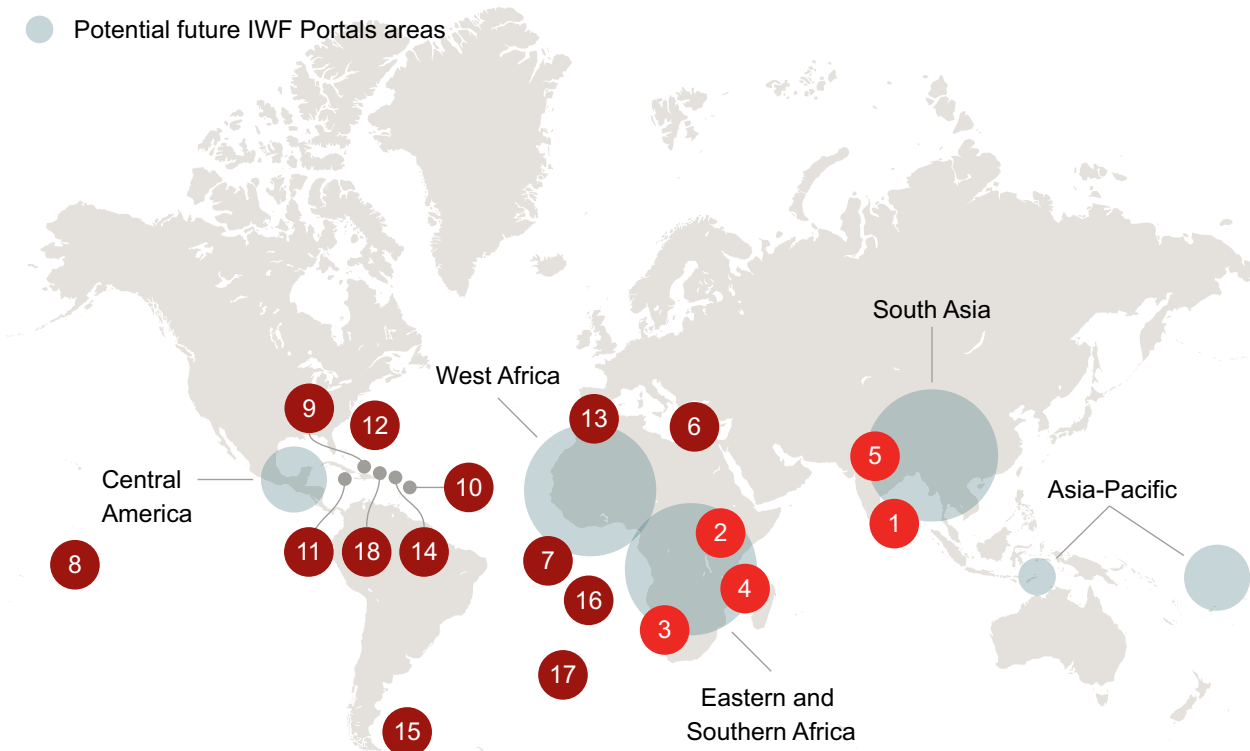 Potential future IWF Portals areas
South Asia
West Africa
9
13
12
6
5
Central
America
10
Asia-Pacific
1
2
11
18
14
7
8
4
16
3
17
Eastern and
Southern Africa
15